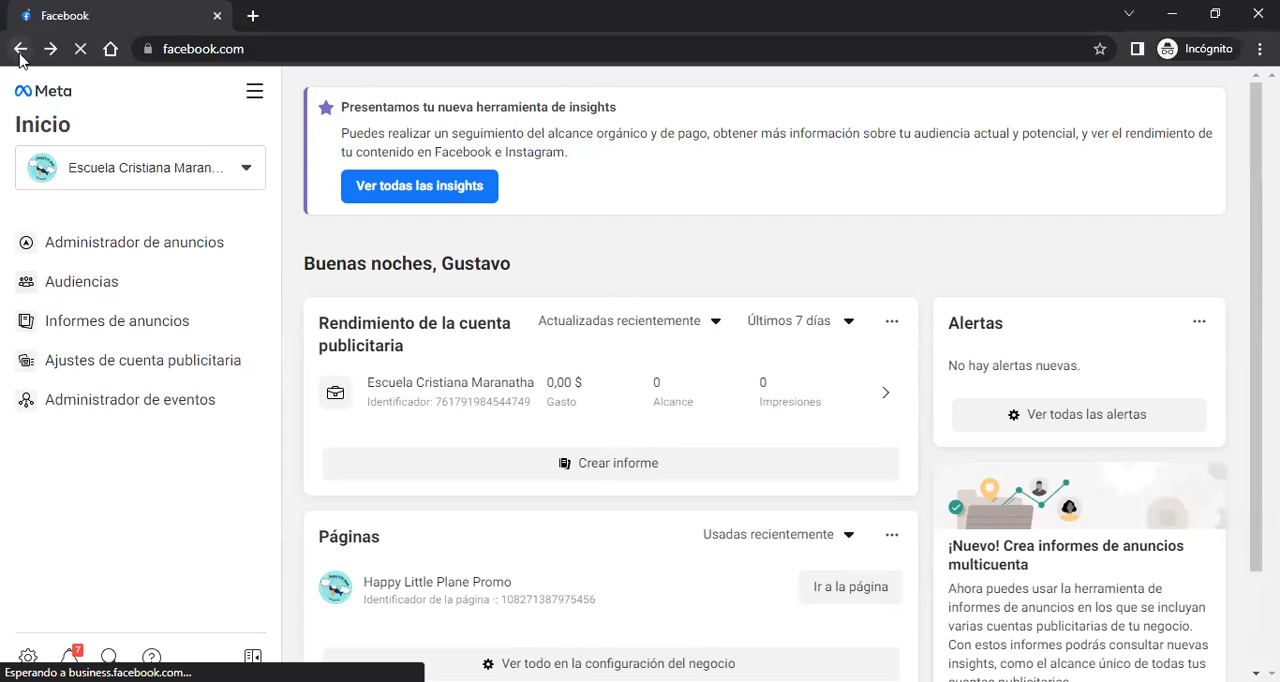 Facebook
facebook.com
Incógnito
Meta
Inicio
Escuela Cristiana Maran...
Administrador de anuncios
Audiencias
Informes de anuncios
Ajustes de cuenta publicitaria
Administrador de eventos
7
Esperando a business.facebook.com...
Presentamos tu nueva herramienta de insights
Puedes realizar un seguimiento del alcance orgánico y de pago, obtener más información sobre tu audiencia actual y potencial, y ver el rendimiento de
tu contenido en Facebook e Instagram.
Ver todas las insights
Buenas noches, Gustavo
Rendimiento de la cuenta
publicitaria
Actualizadas recientemente
Últimos 7 días
Escuela Cristiana Maranatha 0,00 $ 0 0
Identificador: 761791984544749 Gasto Alcance Impresiones
Crear informe
Páginas
Usadas recientemente
Happy Little Plane Promo
Identificador de la página ·: 108271387975456
Ir a la página
Ver todo en la configuración del negocio
Alertas
No hay alertas nuevas.
Ver todas las alertas
¡Nuevo! Crea informes de anuncios
multicuenta
Ahora puedes usar la herramienta de
informes de anuncios en los que se incluyan
varias cuentas publicitarias de tu negocio.
Con estos informes podrás consultar nuevas
insights, como el alcance único de todas tus
cuentas publicitarias.